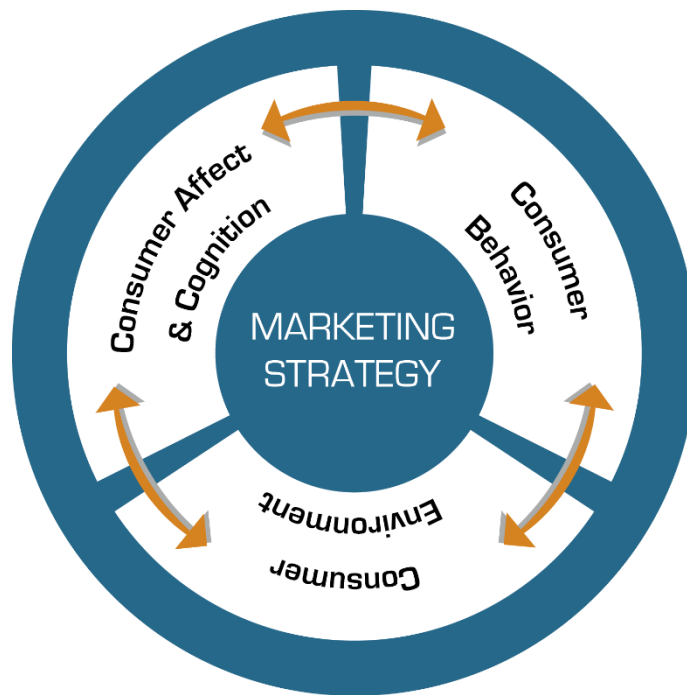 Consumer Affect
& Cognition
Consumer
Behavior
MARKETING
STRATEGY
Consumer
Environment